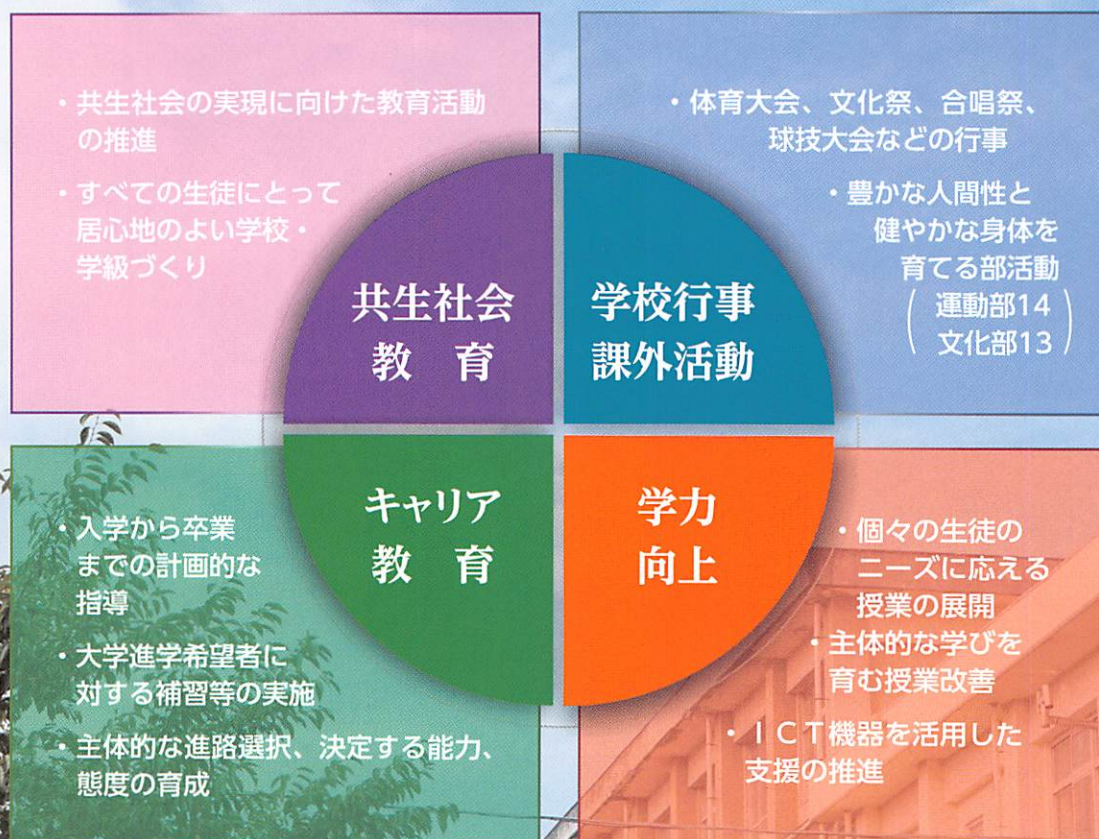 ・共生社会の実現に向けた教育活動
の推進
・すべての生徒にとって
居心地のよい学校・
学級づくり
共生社会
教　育
・体育大会、文化祭、合唱祭、
球技大会などの行事
・豊かな人間性と
健やかな身体を
育てる部活動
（運動部14
文化部13）
学校行事
課外活動
・入学から卒業
までの計画的な
指導
・大学進学希望者に
対する補習等の実施
・主体的な進路選択、決定する能力、
態度の育成
キャリア
教　育
・個々の生徒の
ニーズに応える
授業の展開
・主体的な学びを
育む授業改善
・ＩＣＴ機器を活用した
支援の推進
学力
向上